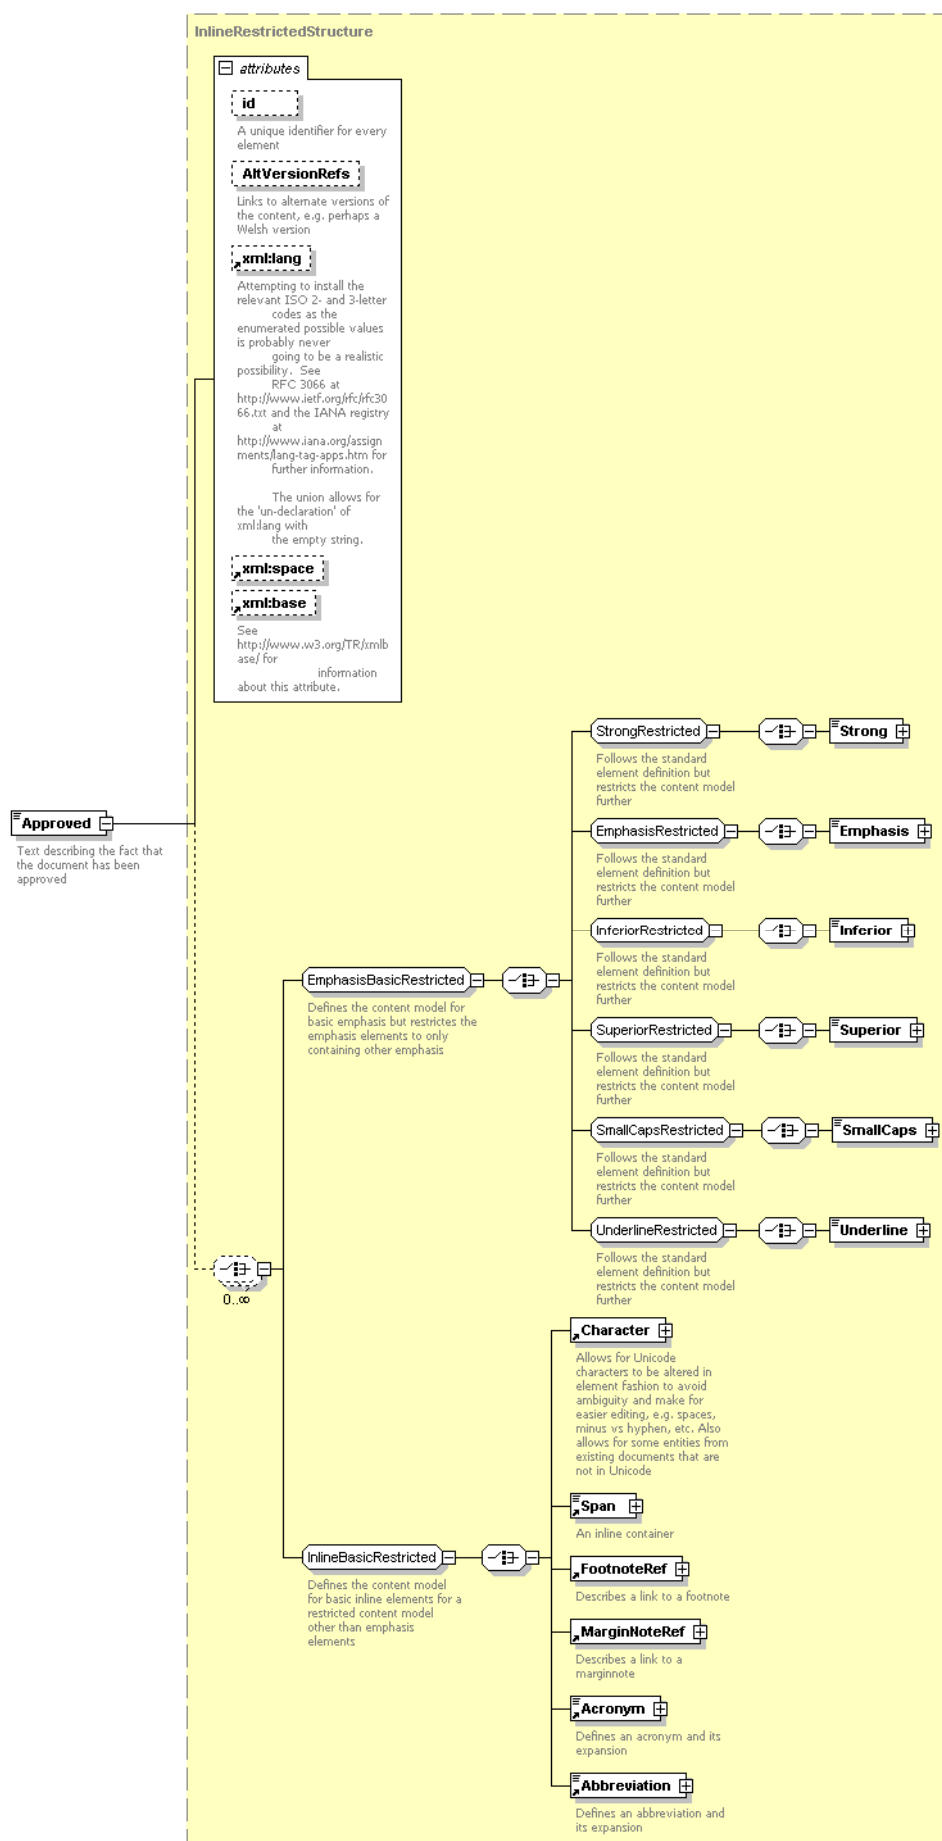 InlineRestrictedStructure
attributes
id
A unique identifier for every
element
AltVersionRefs
Links to alternate versions of
the content, e.g. perhaps a
Welsh version
xml:lang
Attempting to install the
relevant ISO 2- and 3-letter
codes as the
enumerated possible values
is probably never
going to be a realistic
possibility.  See
RFC 3066 at
http://www.ietf.org/rfc/rfc30
66.txt and the IANA registry
at
http://www.iana.org/assign
ments/lang-tag-apps.htm for
further information.
The union allows for
the 'un-declaration' of
xml:lang with
the empty string.
xml:space
xml:base
See
http://www.w3.org/TR/xmlb
ase/ for
information
about this attribute.
Approved
Text describing the fact that
the document has been
approved
0..∞
EmphasisBasicRestricted
Defines the content model for
basic emphasis but restrictes the
emphasis elements to only
containing other emphasis
StrongRestricted
Strong
Follows the standard
element definition but
restricts the content model
further
EmphasisRestricted
Emphasis
Follows the standard
element definition but
restricts the content model
further
InferiorRestricted
Inferior
Follows the standard
element definition but
restricts the content model
further
SuperiorRestricted
Superior
Follows the standard
element definition but
restricts the content model
further
SmallCapsRestricted
SmallCaps
Follows the standard
element definition but
restricts the content model
further
UnderlineRestricted
Underline
Follows the standard
element definition but
restricts the content model
further
InlineBasicRestricted
Defines the content model
for basic inline elements for a
restricted content model
other than emphasis
elements
Character
Allows for Unicode
characters to be altered in
element fashion to avoid
ambiguity and make for
easier editing, e.g. spaces,
minus vs hyphen, etc. Also
allows for some entities from
existing documents that are
not in Unicode
Span
An inline container
FootnoteRef
Describes a link to a footnote
MarginNoteRef
Describes a link to a
marginnote
Acronym
Defines an acronym and its
expansion
Abbreviation
Defines an abbreviation and
its expansion